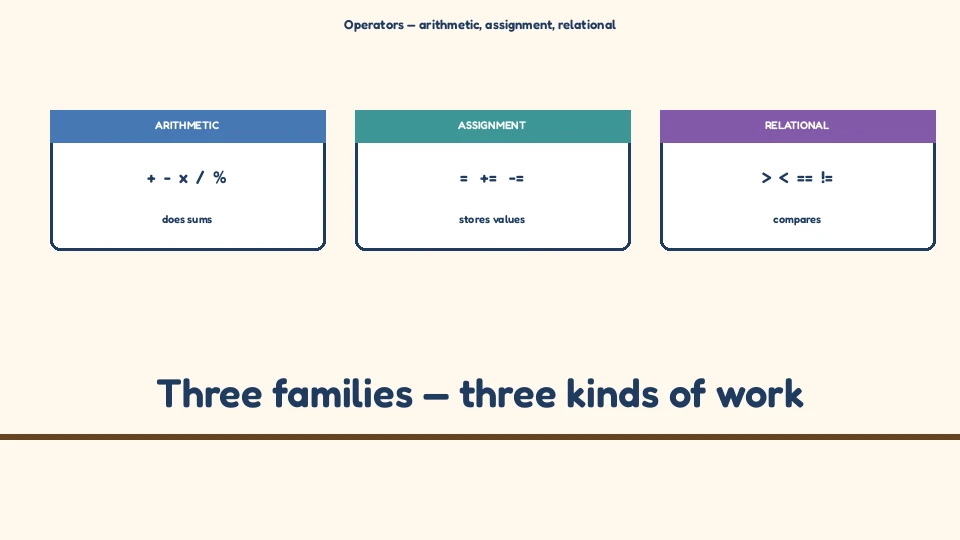 Operators — arithmetic, assignment, relational
ARITHMETIC
+ - x / %
does sums
ASSIGNMENT
= += -=
stores values
RELATIONAL
> < == !=
compares
Three families — three kinds of work